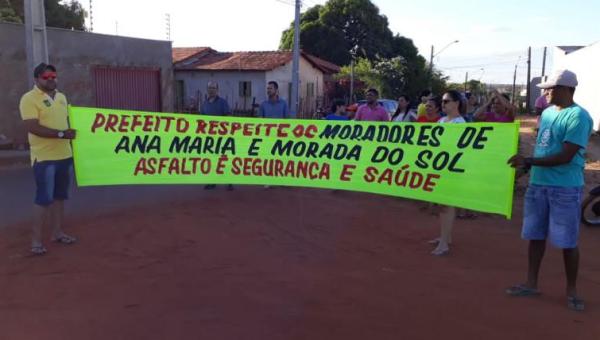 PREFEITO RESPEITE OS MORADORES DE
ANA MARIA E MORADA DO SOL
ASFALTO É SEGURANÇA E SAÚDE